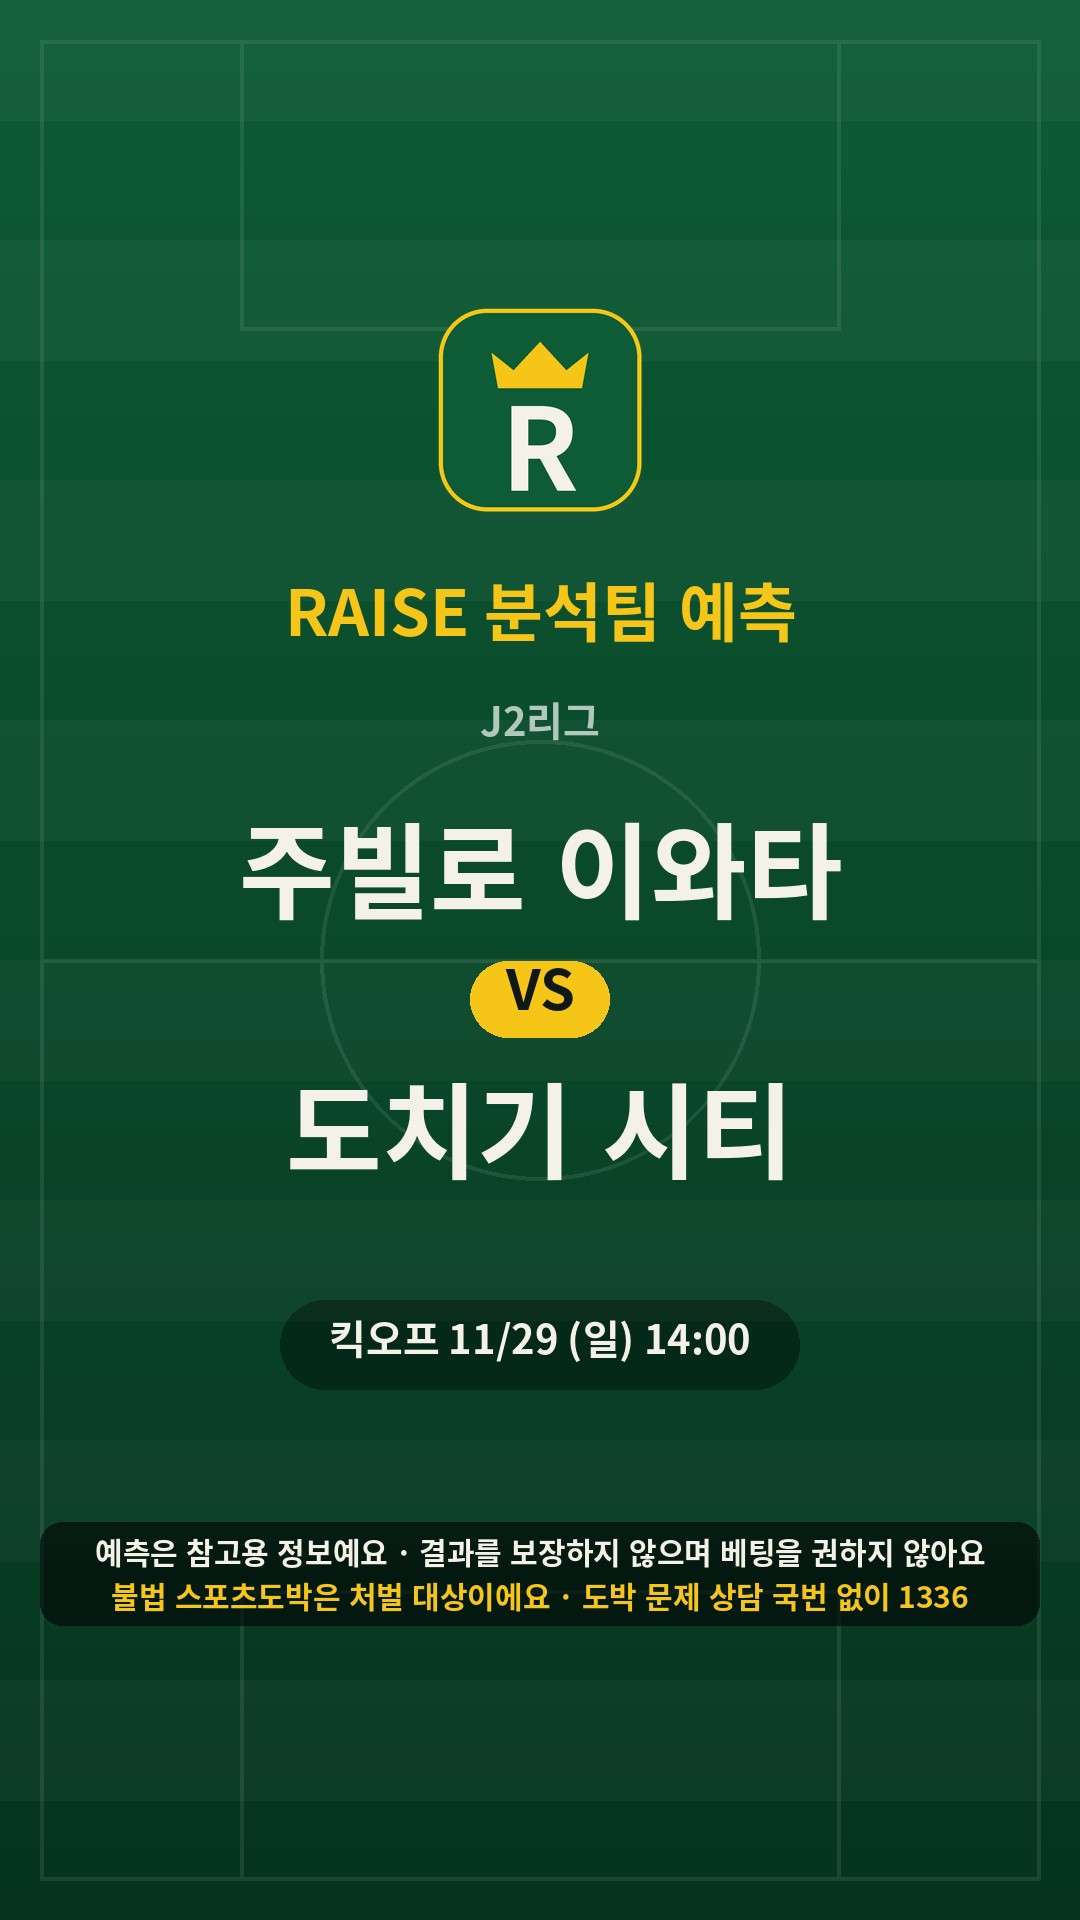 R
RAISE 분석팀 예측
J2리그
주빌로 이와타
VS
도치기 시티
킥오프 11/29 (일) 14:00
예측은 참고용 정보예요 · 결과를 보장하지 않으며 베팅을 권하지 않아요
불법 스포츠도박은 처벌 대상이에요 · 도박 문제 상담 국번 없이 1336